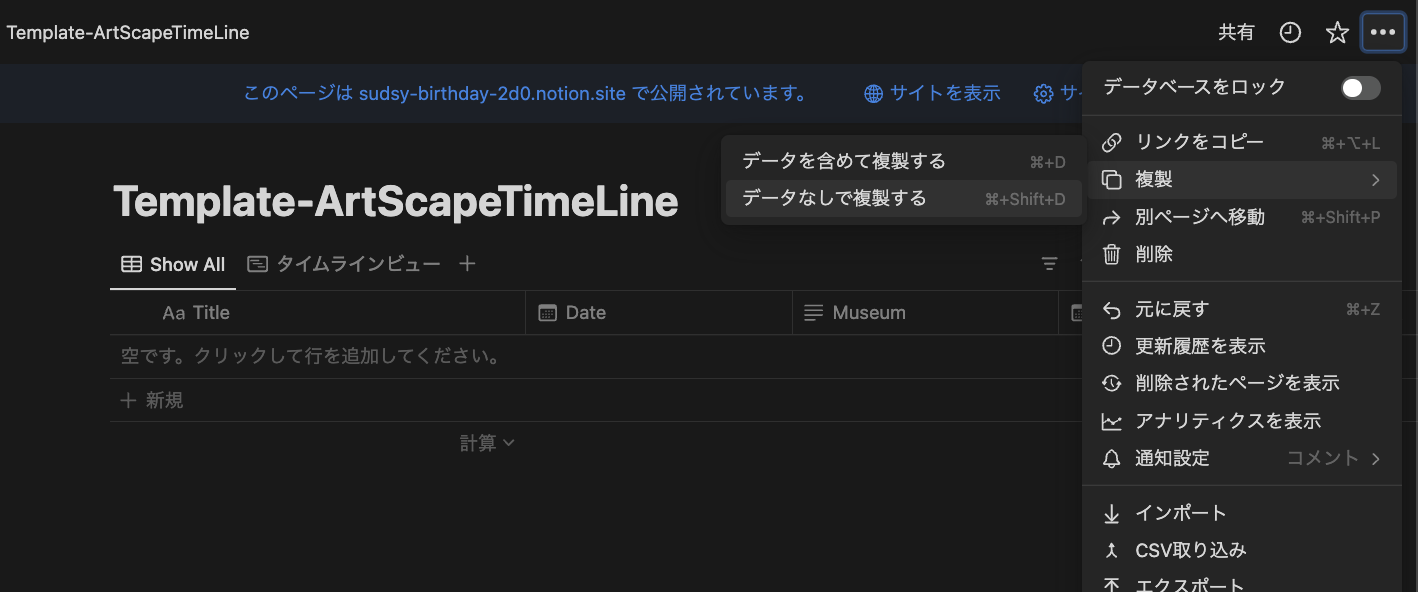 Template-ArtScapeTimeLine
共有
このページは sudsy-birthday-2d0.notion.site で公開されています。
サイトを表示
データベースをロック
リンクをコピー ⌘+⌥+L
複製
データを含めて複製する ⌘+D
データなしで複製する ⌘+Shift+D
別ページへ移動 ⌘+Shift+P
削除
Template-ArtScapeTimeLine
Show All
タイムラインビュー
Aa Title
Date
Museum
空です。クリックして行を追加してください。
新規
計算
元に戻す ⌘+Z
更新履歴を表示
削除されたページを表示
アナリティクスを表示
通知設定 コメント
インポート
CSV取り込み
エクスポート